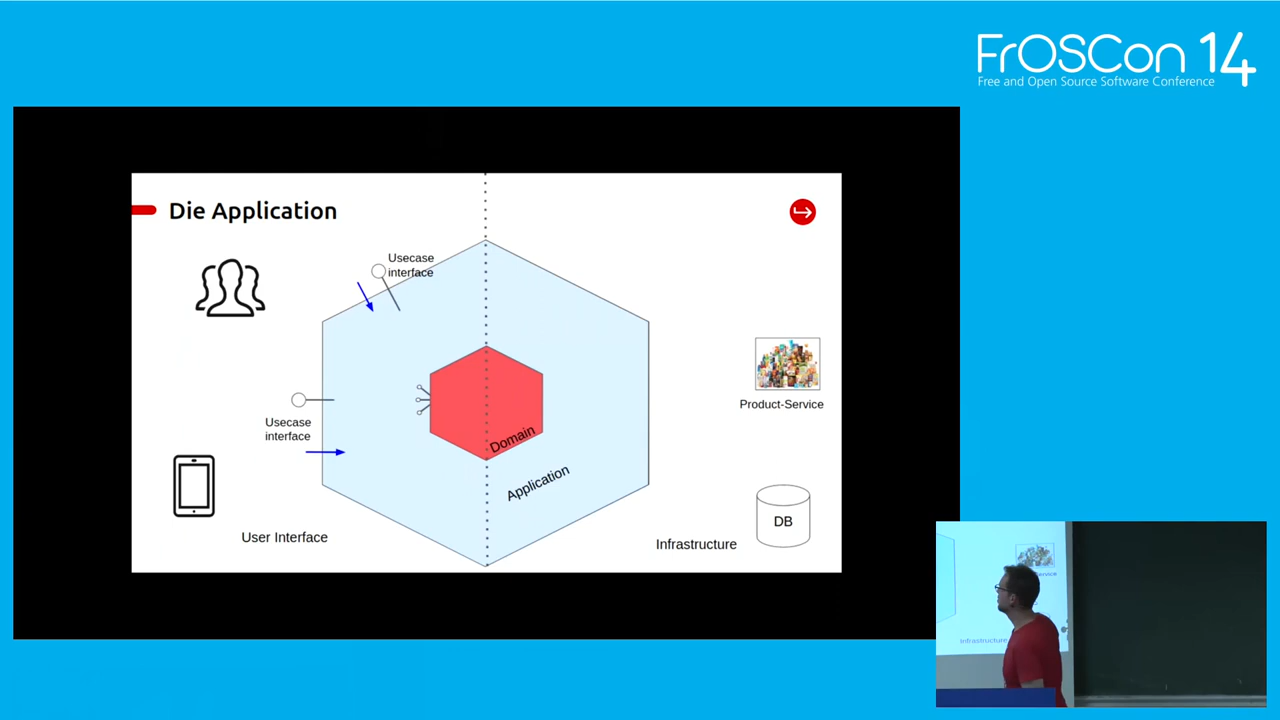 FrOSCon 14
Free and Open Source Software Conference
Die Application
Usecase
interface
Usecase
interface
Domain
Application
User Interface
Infrastructure
Product-Service
DB
Infrastructure